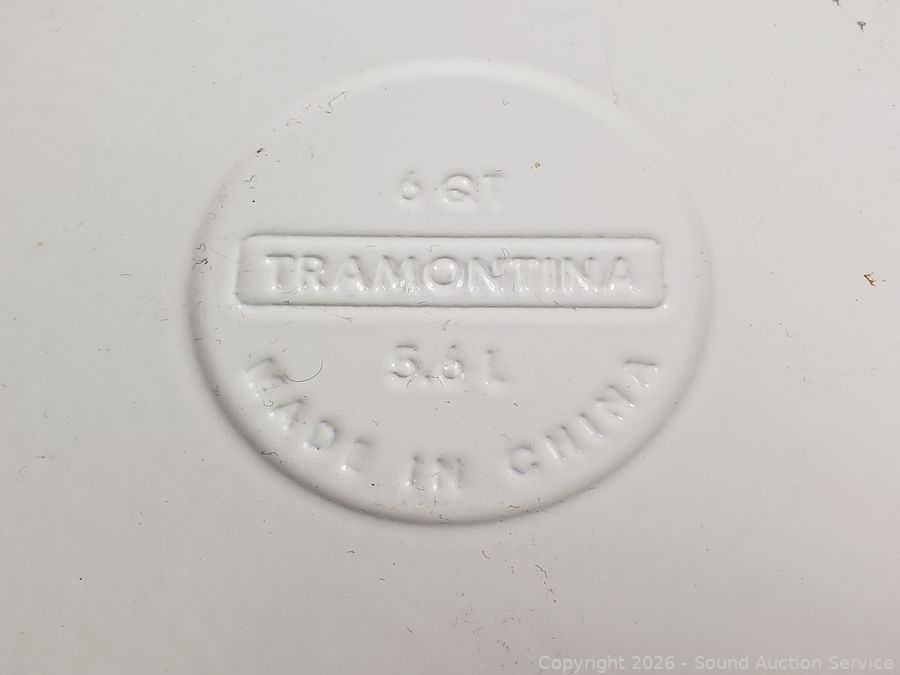 6 QT
TRAMONTINA
5.6 L
MADE IN CHINA
Copyright 2026 - Sound Auction Service